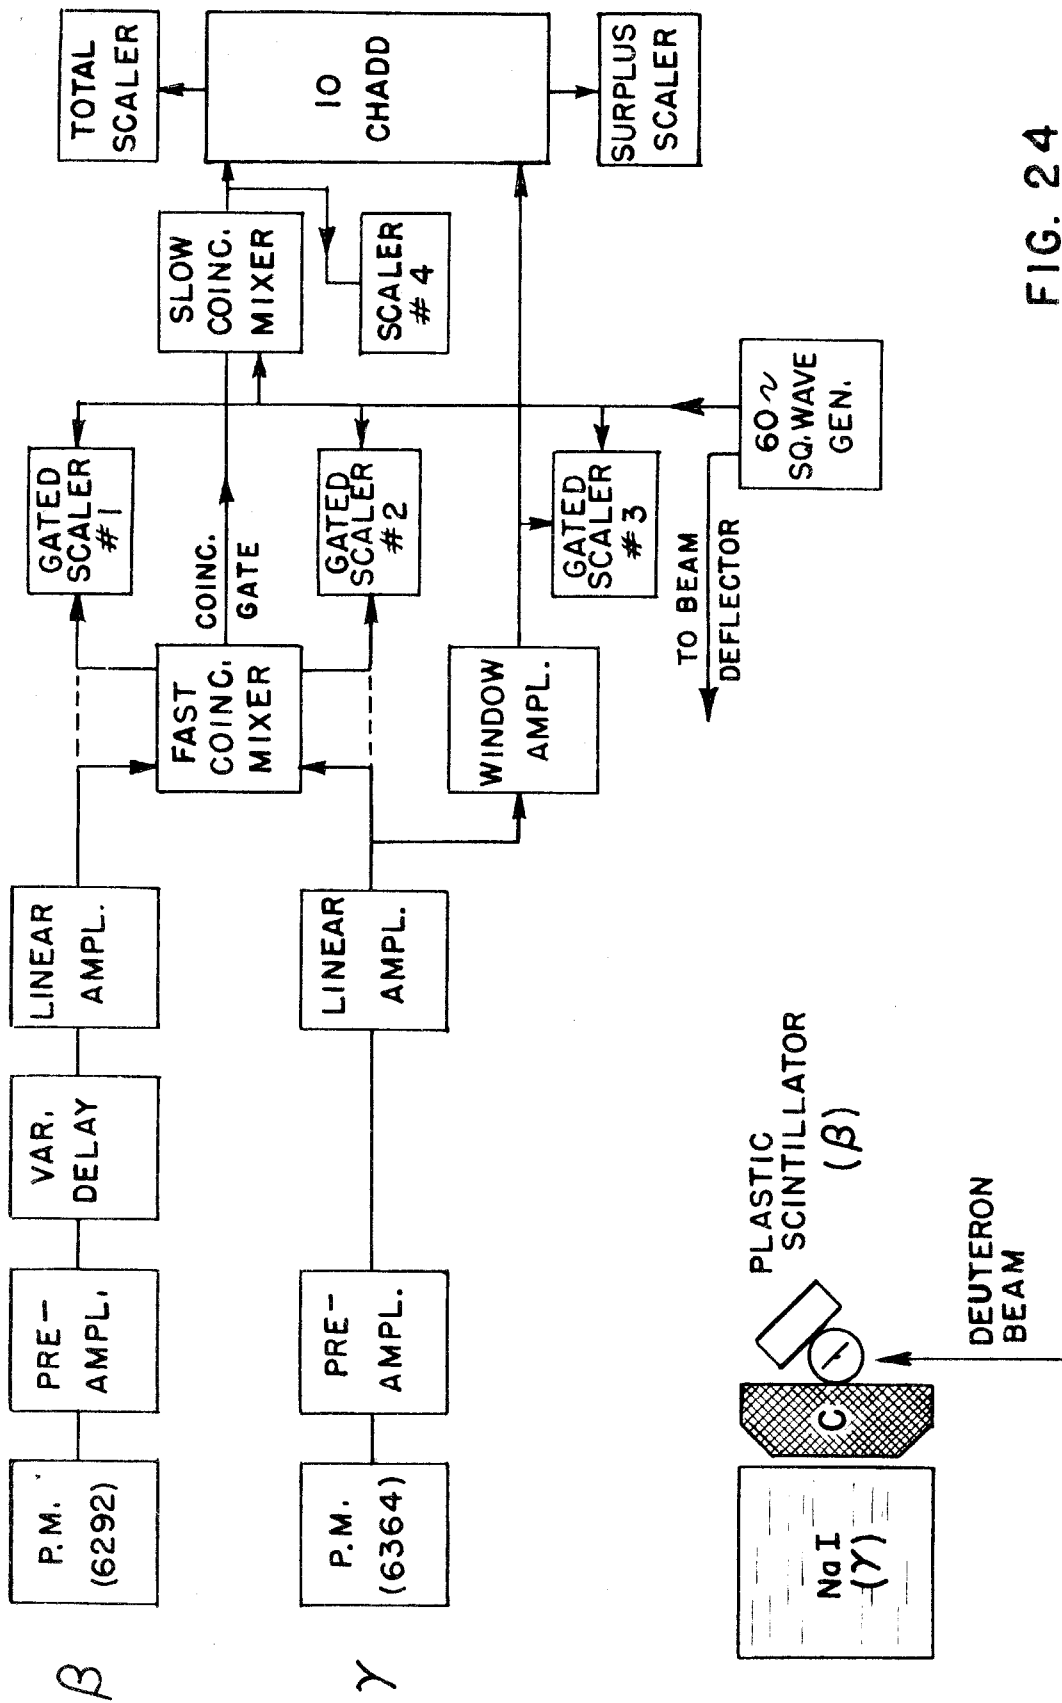 β
P.M.
(6292)
PRE-
AMPL.
VAR.
DELAY
LINEAR
AMPL.
γ
P.M.
(6364)
PRE-
AMPL.
LINEAR
AMPL.
FAST
COINC.
MIXER
WINDOW
AMPL.
COINC.
GATE
GATED
SCALER
#1
GATED
SCALER
#2
GATED
SCALER
#3
SLOW
COINC.
MIXER
SCALER
#4
TOTAL
SCALER
10
CHADD
SURPLUS
SCALER
60~
SQ.WAVE
GEN.
TO BEAM
DEFLECTOR
NaI
(γ)
C
PLASTIC
SCINTILLATOR
(β)
DEUTERON
BEAM
FIG. 24